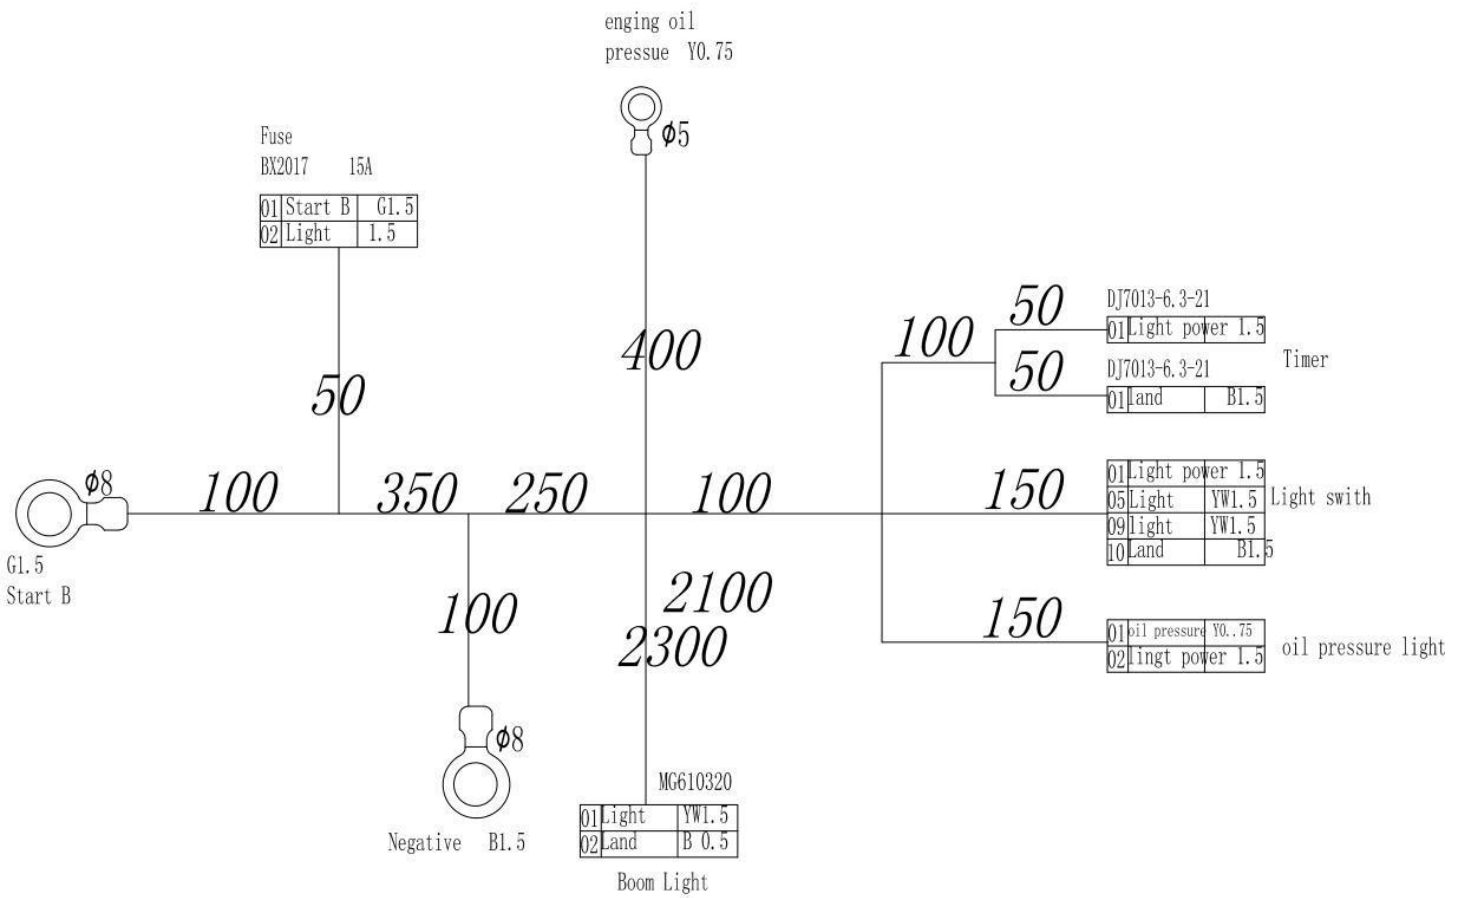 enging oil
pressue Y0.75
ϕ5
Fuse
BX2017 15A
01 Start B G1.5
02 Light 1.5
50
400
100
50
DJ7013-6.3-21
01 Light power 1.5
Timer
50
DJ7013-6.3-21
01 land B1.5
ϕ8
100
350
250
100
150
01 Light power 1.5
05 Light YW1.5
09 light YW1.5
10 Land B1.5
Light swith
G1.5
Start B
100
2100
2300
150
01 oil pressure Y0..75
02 lingt power 1.5
oil pressure light
ϕ8
Negative B1.5
MG610320
01 Light YW1.5
02 Land B 0.5
Boom Light